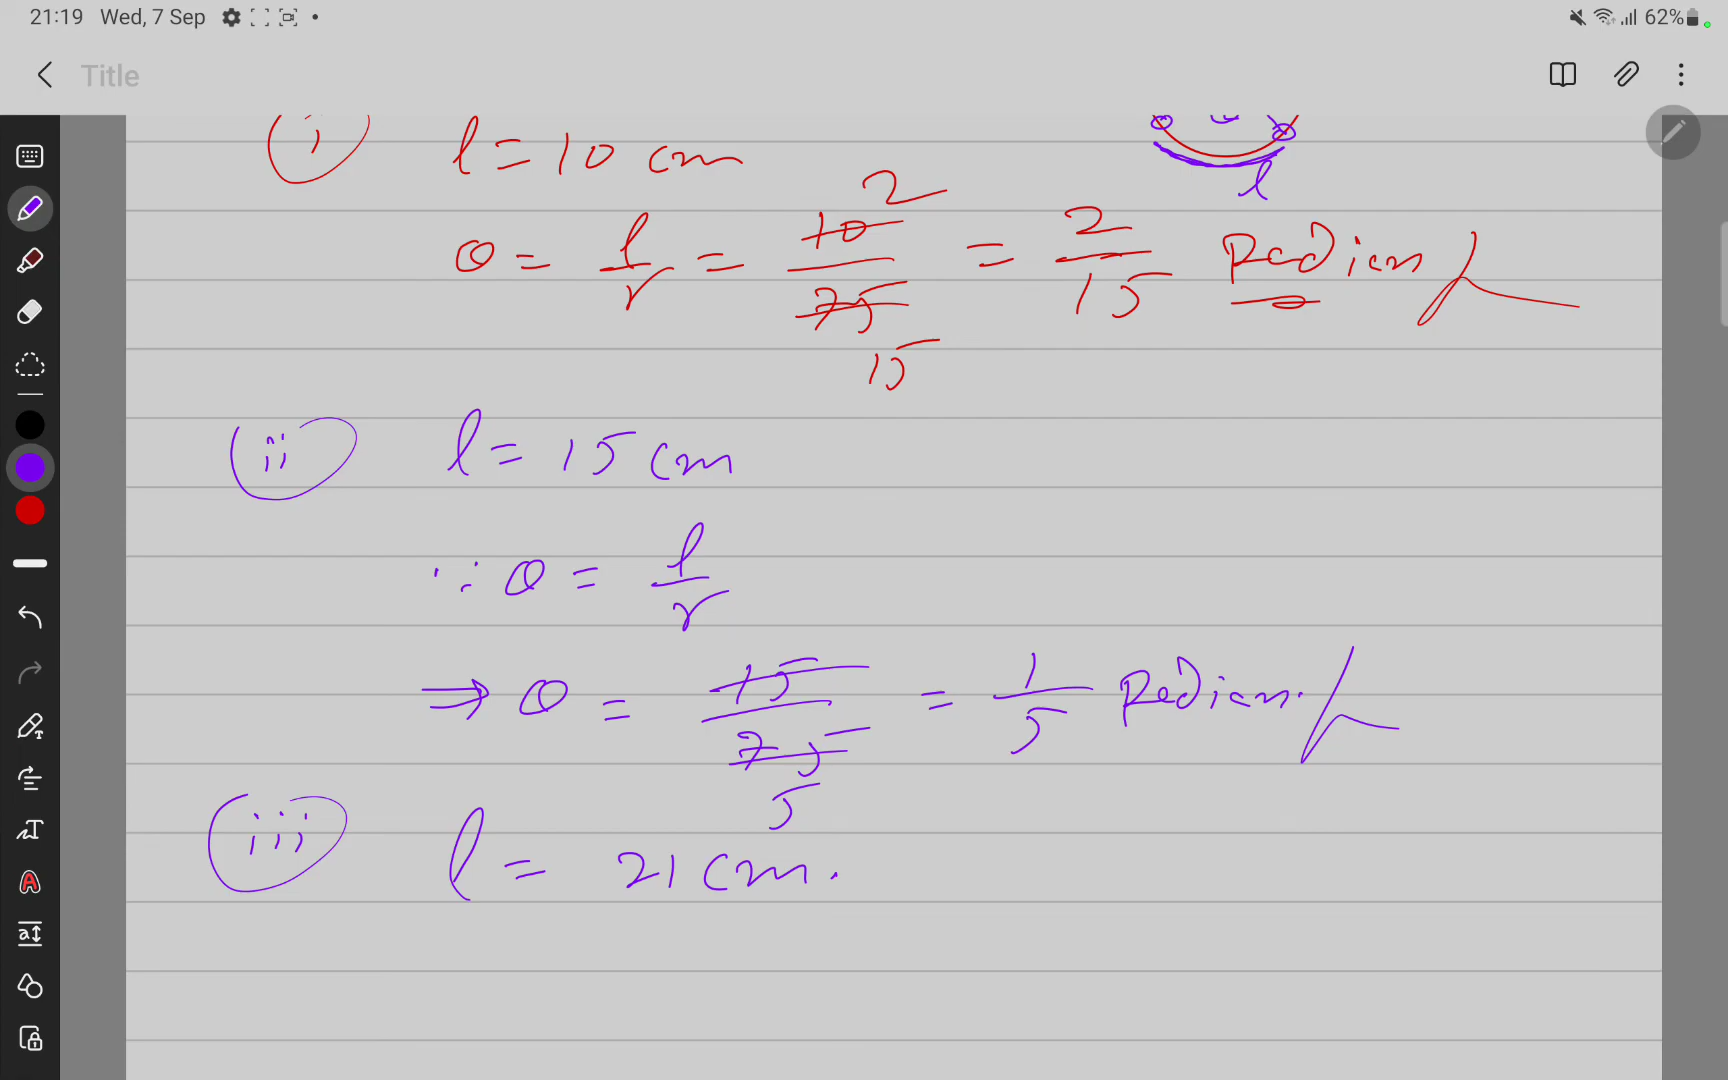 21:19 Wed, 7 Sep
62%
Title
(i) l = 10 cm
l
θ = l/r = 10/75 = 2/15 Radian
2
15
(ii) l = 15 cm
∵ θ = l/r
⇒ θ = 15/75 = 1/5 Radian.
5
(iii) l = 21 cm.